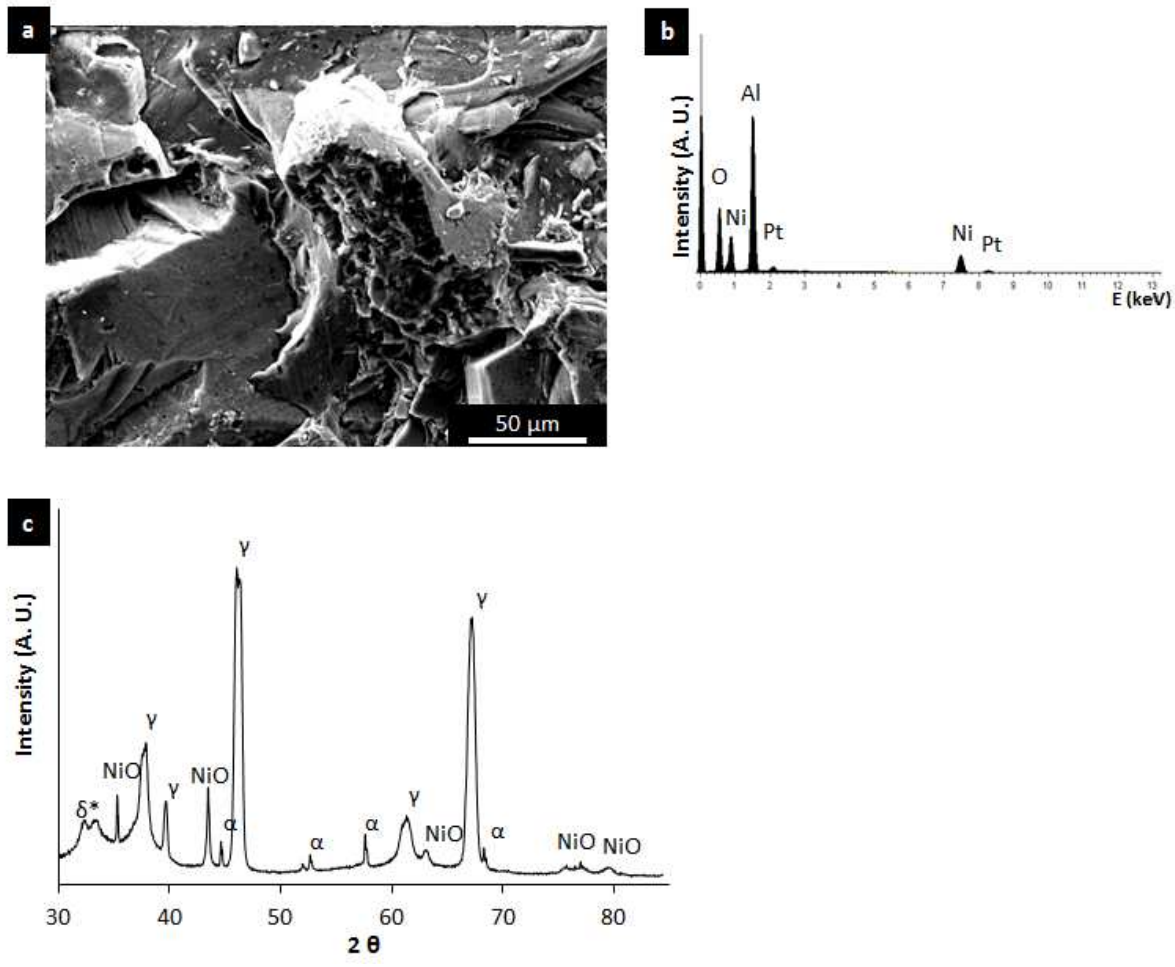 a
50 µm
b
Intensity (A. U.)
Al
O
Ni
Pt
Ni
Pt
0 1 2 3 4 5 6 7 8 9 10 11 12 13
E (keV)
c
Intensity (A. U.)
γ
γ
γ
NiO
γ
NiO
δ*
α
α
α
γ
NiO
α
NiO
NiO
30 40 50 60 70 80
2 θ